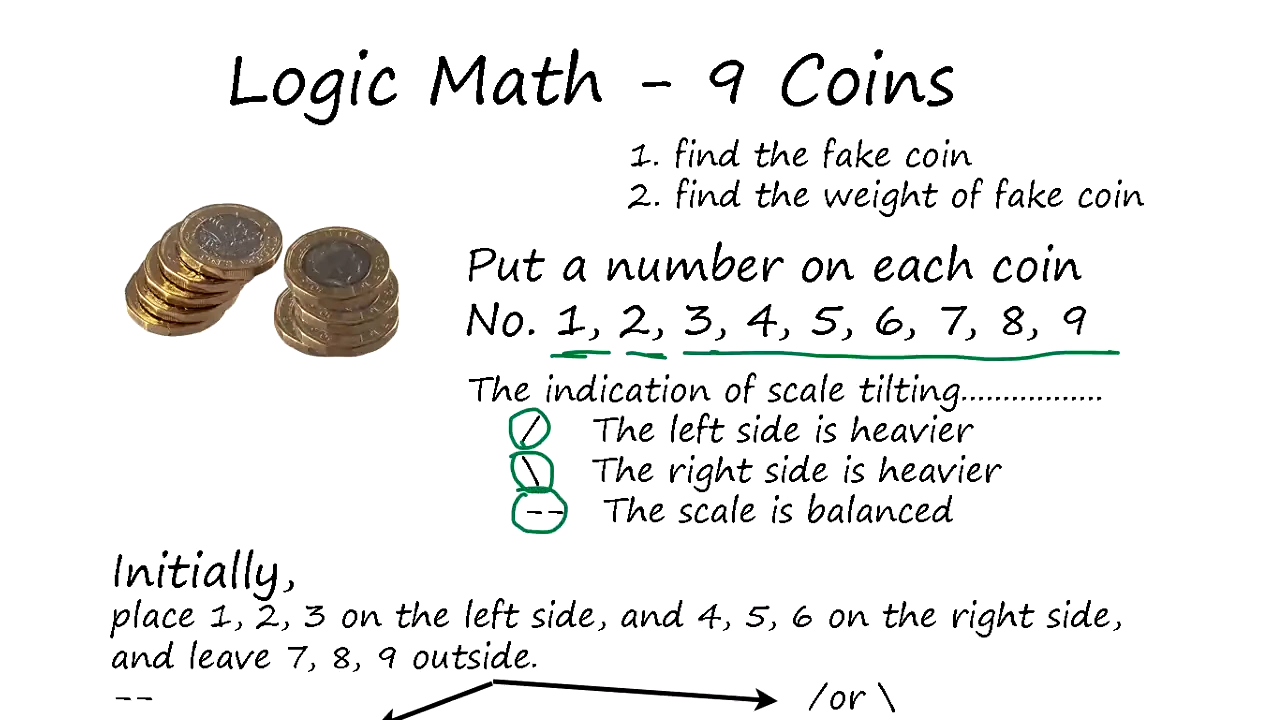 Logic Math - 9 Coins
1. find the fake coin
2. find the weight of fake coin
Put a number on each coin
No. 1, 2, 3, 4, 5, 6, 7, 8, 9
The indication of scale tilting.................
/ The left side is heavier
\ The right side is heavier
-- The scale is balanced
Initially,
place 1, 2, 3 on the left side, and 4, 5, 6 on the right side,
and leave 7, 8, 9 outside.
-- /or \